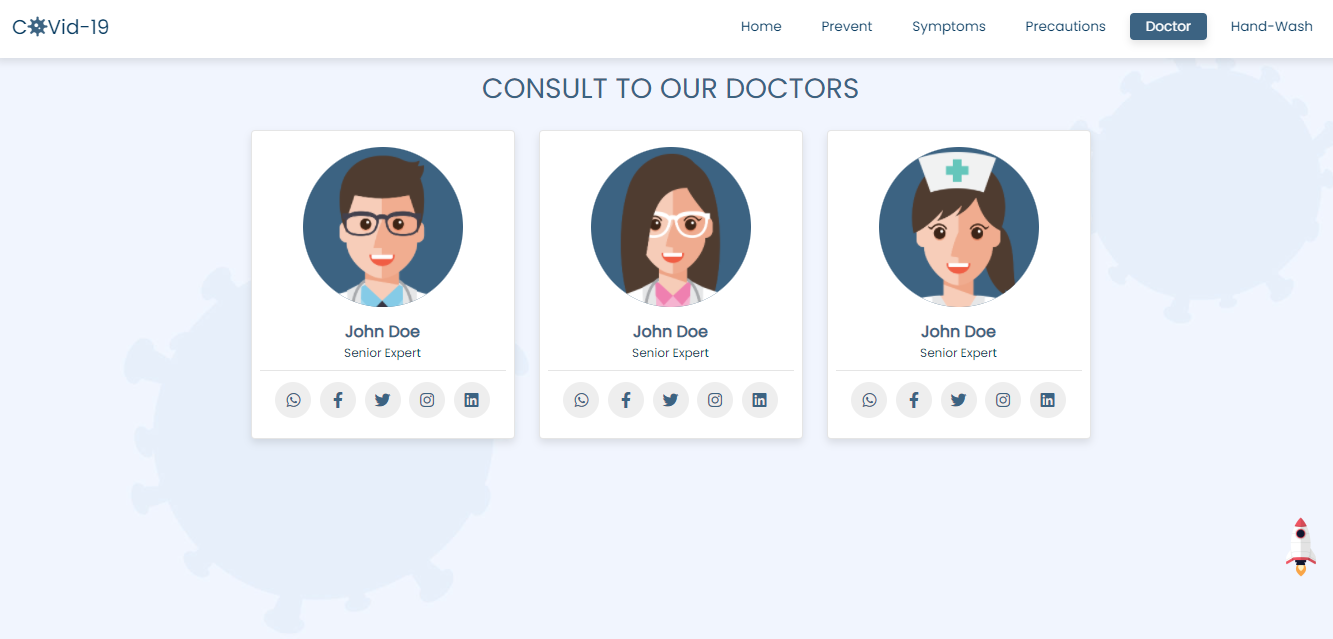 COVid-19
Home Prevent Symptoms Precautions Doctor Hand-Wash
CONSULT TO OUR DOCTORS
John Doe John Doe John Doe
Senior Expert Senior Expert Senior Expert